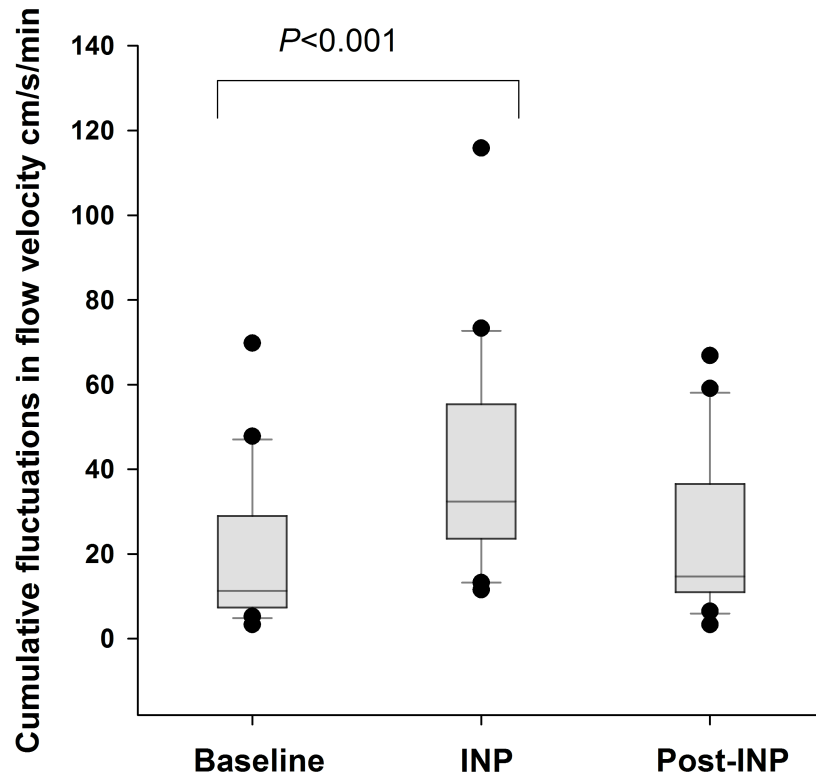 Cumulative fluctuations in flow velocity cm/s/min
P<0.001
140
120
100
80
60
40
20
0
Baseline INP Post-INP